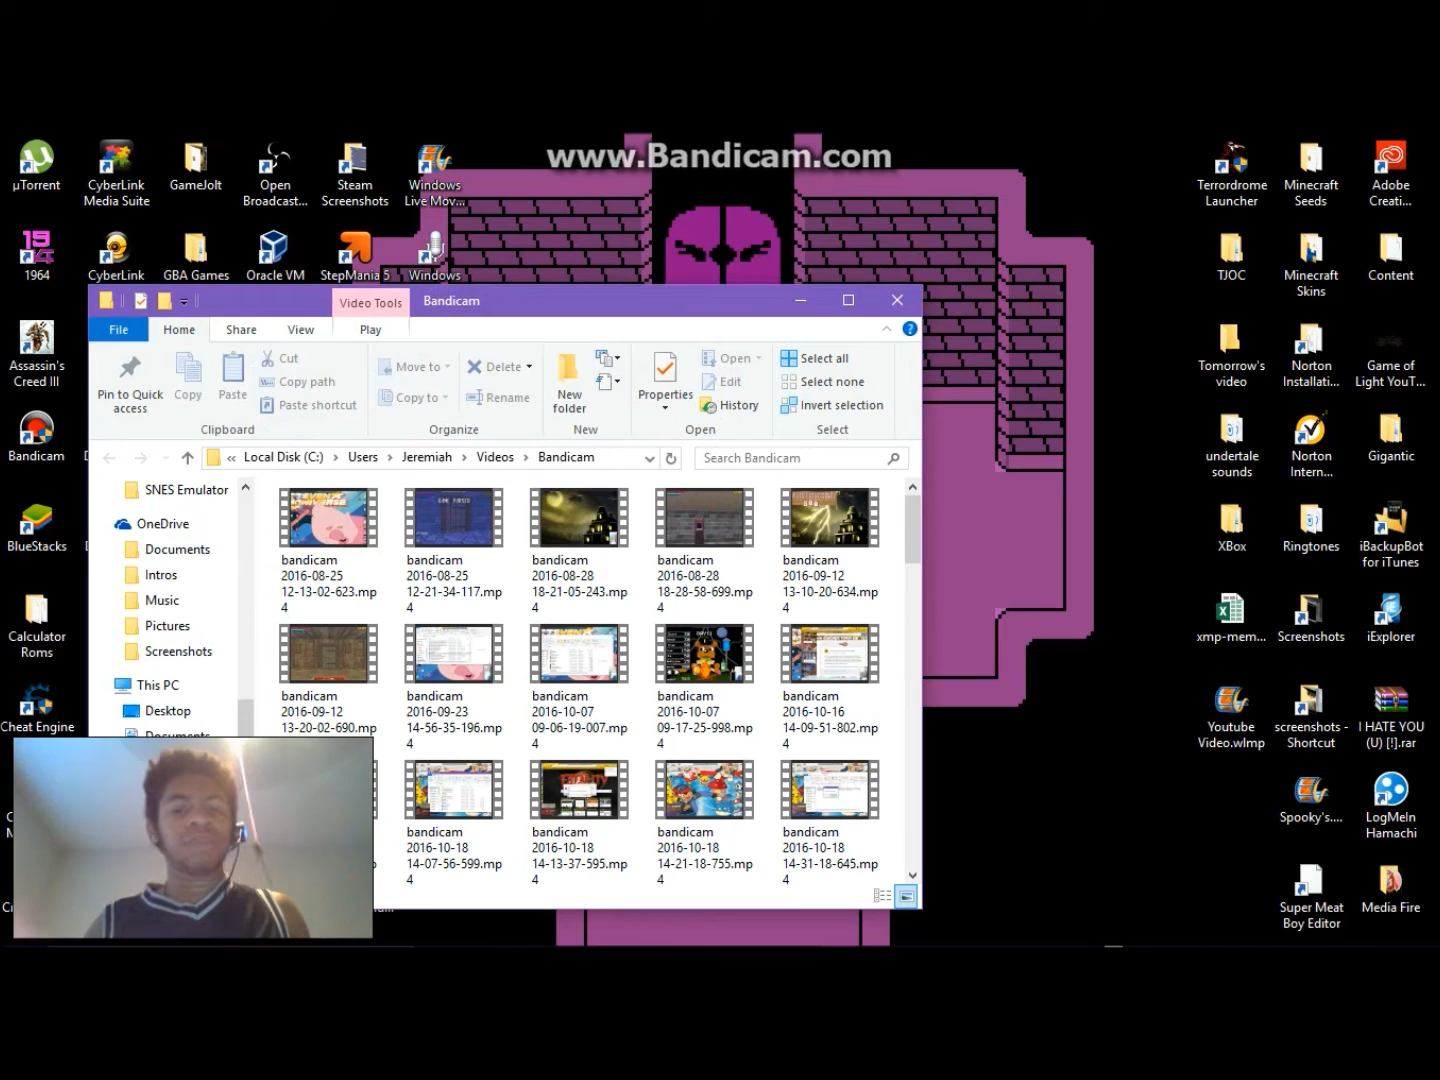 www.Bandicam.com
µTorrent
CyberLink
Media Suite
GameJolt
Open
Broadcast...
Steam
Screenshots
Windows
Live Mov...
1964
CyberLink
GBA Games
Oracle VM
StepMania 5
Windows
Assassin's
Creed III
Bandicam
BlueStacks
Calculator
Roms
Cheat Engine
Video Tools
Bandicam
File
Home
Share
View
Play
Pin to Quick
access
Copy
Paste
Cut
Copy path
Paste shortcut
Clipboard
Move to
Copy to
Delete
Rename
Organize
New
folder
New
Properties
Open
Edit
History
Open
Select all
Select none
Invert selection
Select
« Local Disk (C:) > Users > Jeremiah > Videos > Bandicam
Search Bandicam
SNES Emulator
OneDrive
Documents
Intros
Music
Pictures
Screenshots
This PC
Desktop
Documents
bandicam
2016-08-25
12-13-02-623.mp
4
bandicam
2016-08-25
12-21-34-117.mp
4
bandicam
2016-08-28
18-21-05-243.mp
4
bandicam
2016-08-28
18-28-58-699.mp
4
bandicam
2016-09-12
13-10-20-634.mp
4
bandicam
2016-09-12
13-20-02-690.mp
bandicam
2016-09-23
14-56-35-196.mp
4
bandicam
2016-10-07
09-06-19-007.mp
4
bandicam
2016-10-07
09-17-25-998.mp
4
bandicam
2016-10-16
14-09-51-802.mp
4
bandicam
2016-10-18
14-07-56-599.mp
4
bandicam
2016-10-18
14-13-37-595.mp
4
bandicam
2016-10-18
14-21-18-755.mp
4
bandicam
2016-10-18
14-31-18-645.mp
4
Terrordrome
Launcher
Minecraft
Seeds
Adobe
Creati...
TJOC
Minecraft
Skins
Content
Tomorrow's
video
Norton
Installati...
Game of
Light YouT...
undertale
sounds
Norton
Intern...
Gigantic
XBox
Ringtones
iBackupBot
for iTunes
xmp-mem...
Screenshots
iExplorer
Youtube
Video.wlmp
screenshots -
Shortcut
I HATE YOU
(U) [!].rar
Spooky's....
LogMeIn
Hamachi
Super Meat
Boy Editor
Media Fire